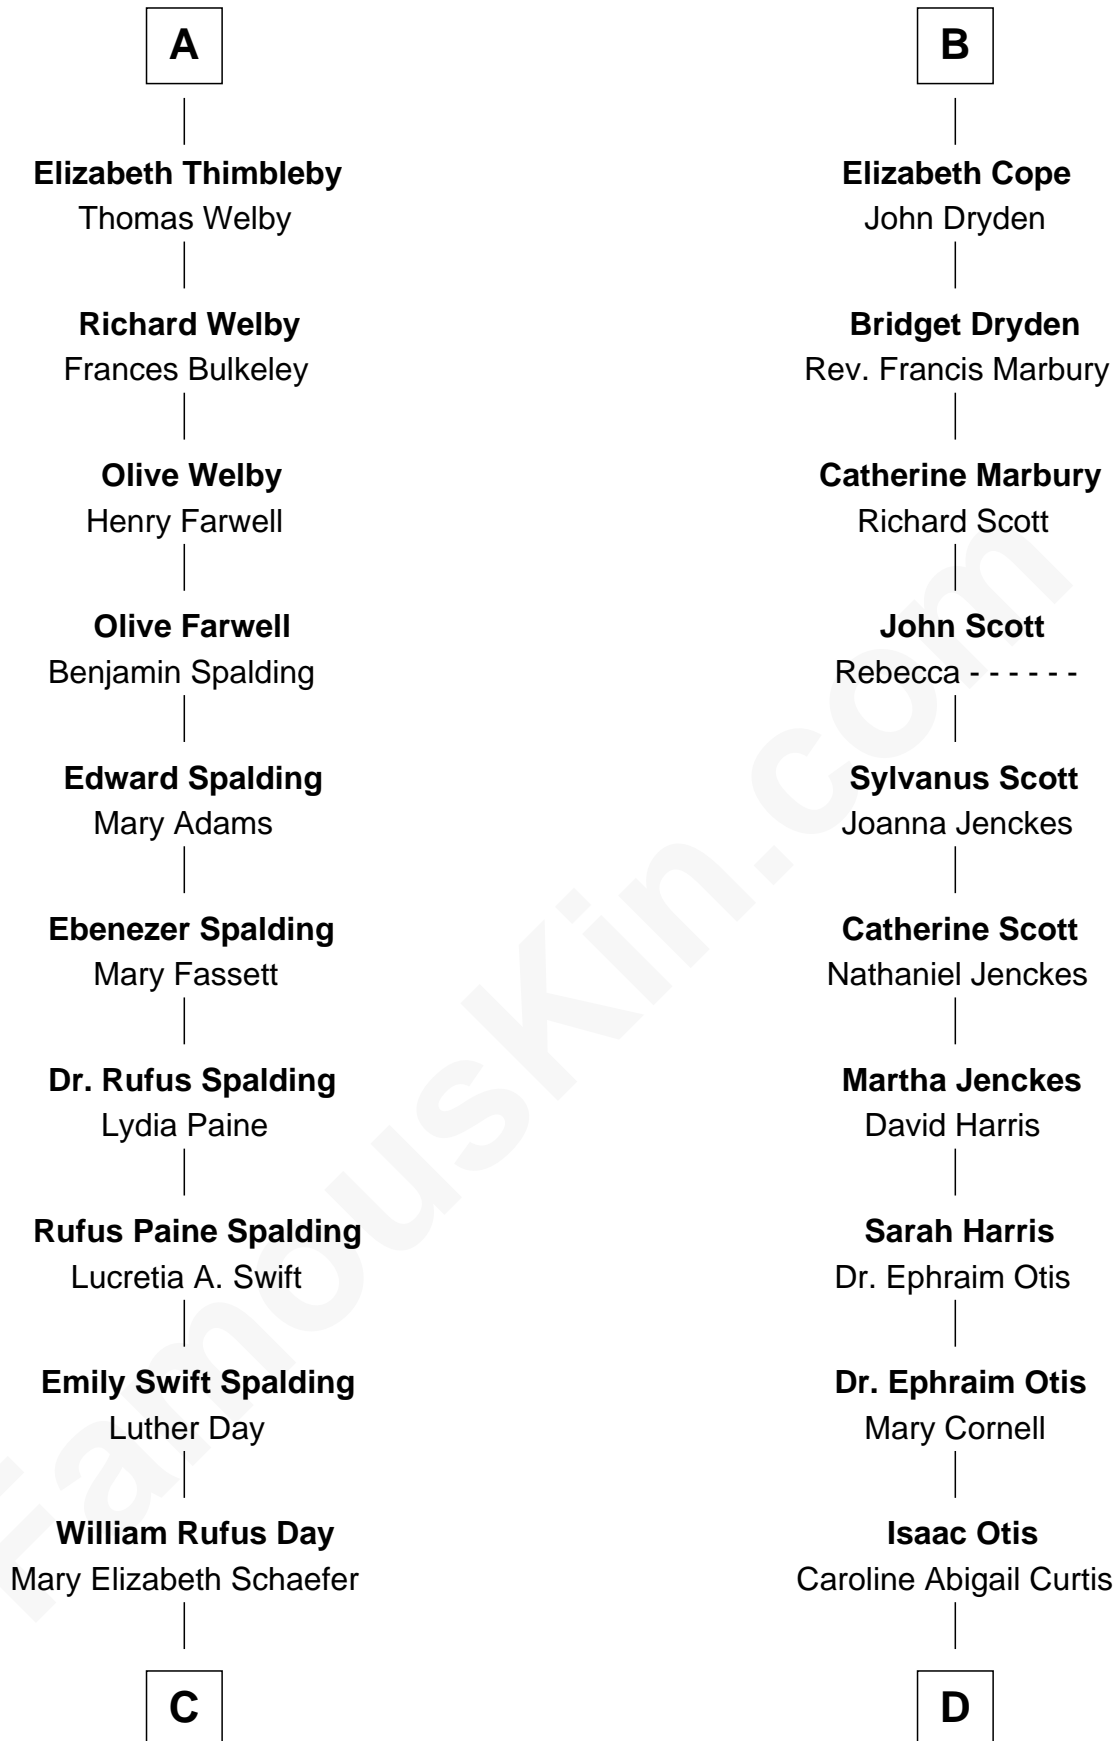 A
Elizabeth Thimbleby
Thomas Welby
Richard Welby
Frances Bulkeley
Olive Welby
Henry Farwell
Olive Farwell
Benjamin Spalding
Edward Spalding
Mary Adams
Ebenezer Spalding
Mary Fassett
Dr. Rufus Spalding
Lydia Paine
Rufus Paine Spalding
Lucretia A. Swift
Emily Swift Spalding
Luther Day
William Rufus Day
Mary Elizabeth Schaefer
C
B
Elizabeth Cope
John Dryden
Bridget Dryden
Rev. Francis Marbury
Catherine Marbury
Richard Scott
John Scott
Rebecca - - - - - -
Sylvanus Scott
Joanna Jenckes
Catherine Scott
Nathaniel Jenckes
Martha Jenckes
David Harris
Sarah Harris
Dr. Ephraim Otis
Dr. Ephraim Otis
Mary Cornell
Isaac Otis
Caroline Abigail Curtis
D
FamousKin.com